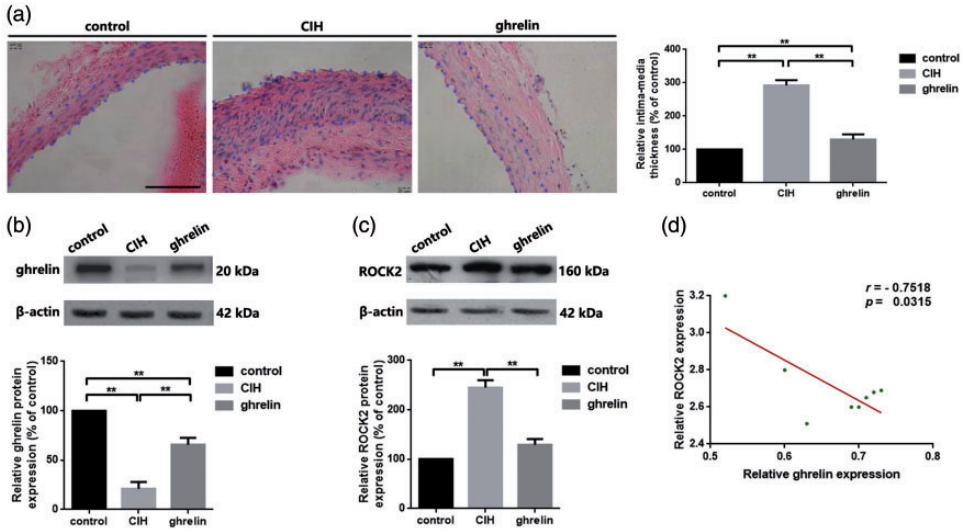 (a)
control
CIH
ghrelin
Relative intima-media
thickness (% of control)
400
300
200
100
0
control
CIH
ghrelin
**
**
**
control
CIH
ghrelin
(b)
control
CIH
ghrelin
ghrelin
20 kDa
β-actin
42 kDa
Relative ghrelin protein
expression (% of control)
150
100
50
0
control
CIH
ghrelin
**
**
**
control
CIH
ghrelin
(c)
control
CIH
ghrelin
ROCK2
160 kDa
β-actin
42 kDa
Relative ROCK2 protein
expression (% of control)
300
200
100
0
control
CIH
ghrelin
**
**
control
CIH
ghrelin
(d)
r = - 0.7518
p = 0.0315
Relative ROCK2 expression
3.2
3.0
2.8
2.6
2.4
0.5
0.6
0.7
0.8
Relative ghrelin expression